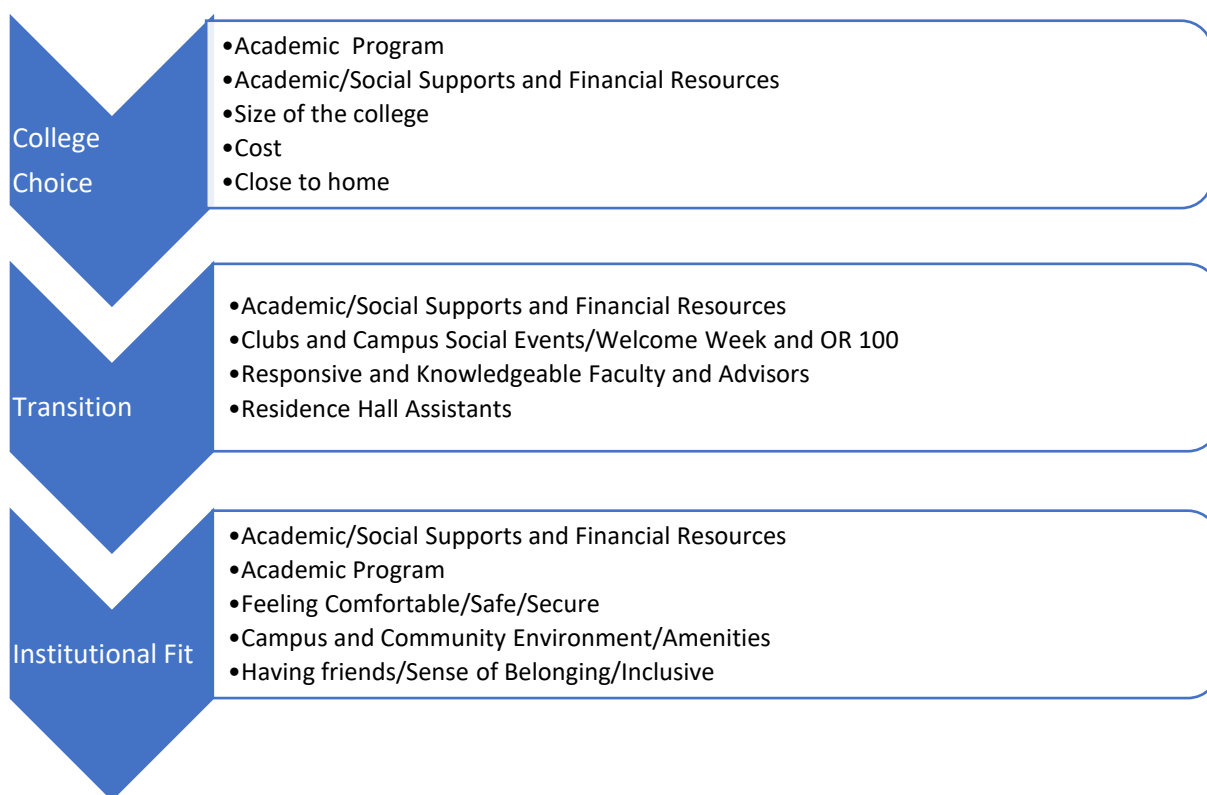 College
Choice
•Academic  Program
•Academic/Social Supports and Financial Resources
•Size of the college
•Cost
•Close to home
Transition
•Academic/Social Supports and Financial Resources
•Clubs and Campus Social Events/Welcome Week and OR 100
•Responsive and Knowledgeable Faculty and Advisors
•Residence Hall Assistants
Institutional Fit
•Academic/Social Supports and Financial Resources
•Academic Program
•Feeling Comfortable/Safe/Secure
•Campus and Community Environment/Amenities
•Having friends/Sense of Belonging/Inclusive